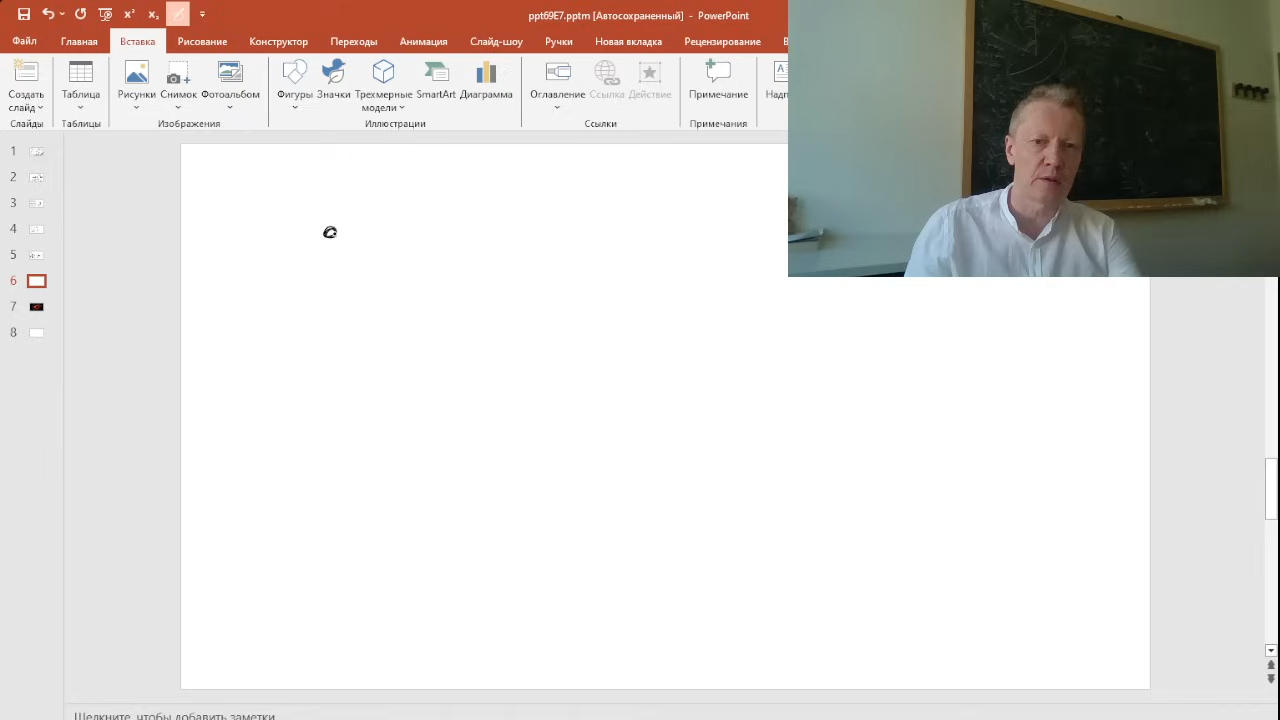 ppt69E7.pptm [Автосохраненный] - PowerPoint
Файл Главная Вставка Рисование Конструктор Переходы Анимация Слайд-шоу Ручки Новая вкладка Рецензирование
Создать слайд Таблица Рисунки Снимок Фотоальбом Фигуры Значки Трехмерные модели SmartArt Диаграмма Оглавление Ссылка Действие Примечание
Слайды Таблицы Изображения Иллюстрации Ссылки Примечания
1
2
3
4
5
6
7
8
Щелкните, чтобы добавить заметки